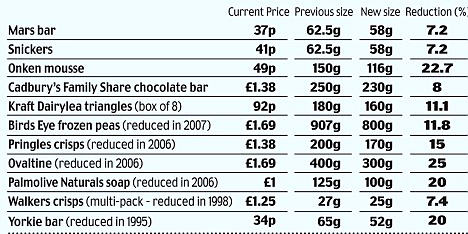 Current Price Previous size New size Reduction (%)
Mars bar 37p 62.5g 58g 7.2
Snickers 41p 62.5g 58g 7.2
Onken mousse 49p 150g 116g 22.7
Cadbury's Family Share chocolate bar £1.38 250g 230g 8
Kraft Dairylea triangles (box of 8) 92p 180g 160g 11.1
Birds Eye frozen peas (reduced in 2007) £1.69 907g 800g 11.8
Pringles crisps (reduced in 2006) £1.38 200g 170g 15
Ovaltine (reduced in 2006) £1.69 400g 300g 25
Palmolive Naturals soap (reduced in 2006) £1 125g 100g 20
Walkers crisps (multi-pack - reduced in 1998) £1.25 27g 25g 7.4
Yorkie bar (reduced in 1995) 34p 65g 52g 20